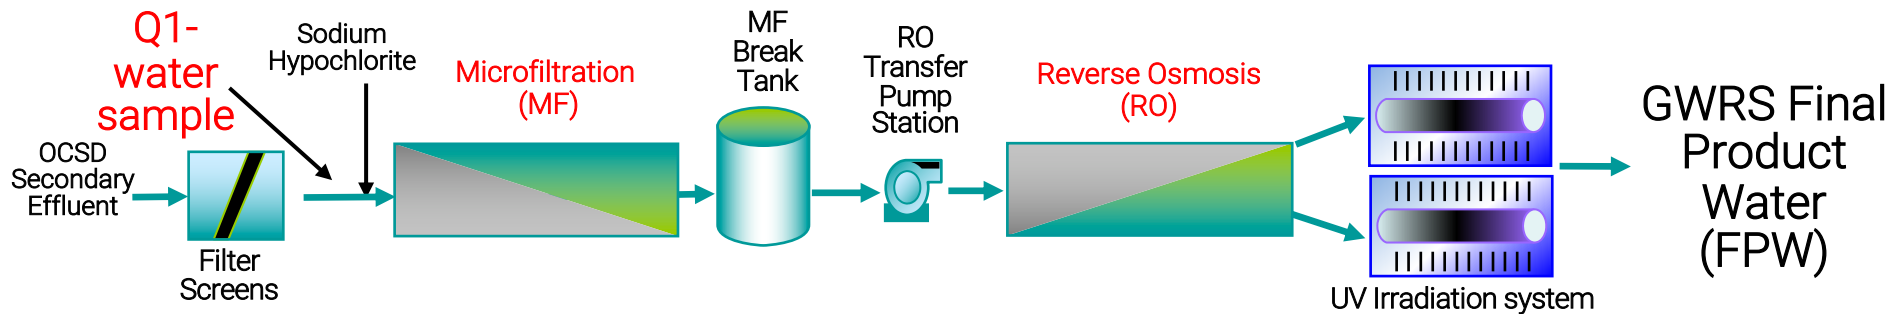 Q1-
water
sample
OCSD
Secondary
Effluent
Filter
Screens
Sodium
Hypochlorite
Microfiltration
(MF)
MF
Break
Tank
RO
Transfer
Pump
Station
Reverse Osmosis
(RO)
UV Irradiation system
GWRS Final
Product
Water
(FPW)